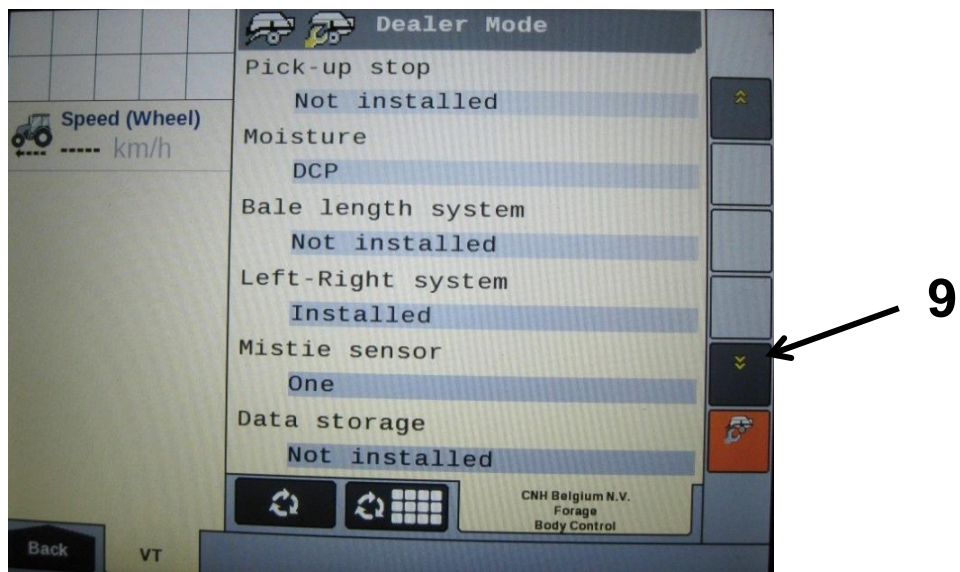 Dealer Mode
Pick-up stop
Not installed
Speed (Wheel)
----- km/h
Moisture
DCP
Bale length system
Not installed
Left-Right system
Installed
9
Mistie sensor
One
Data storage
Not installed
CNH Belgium N.V.
Forage
Body Control
Back
VT